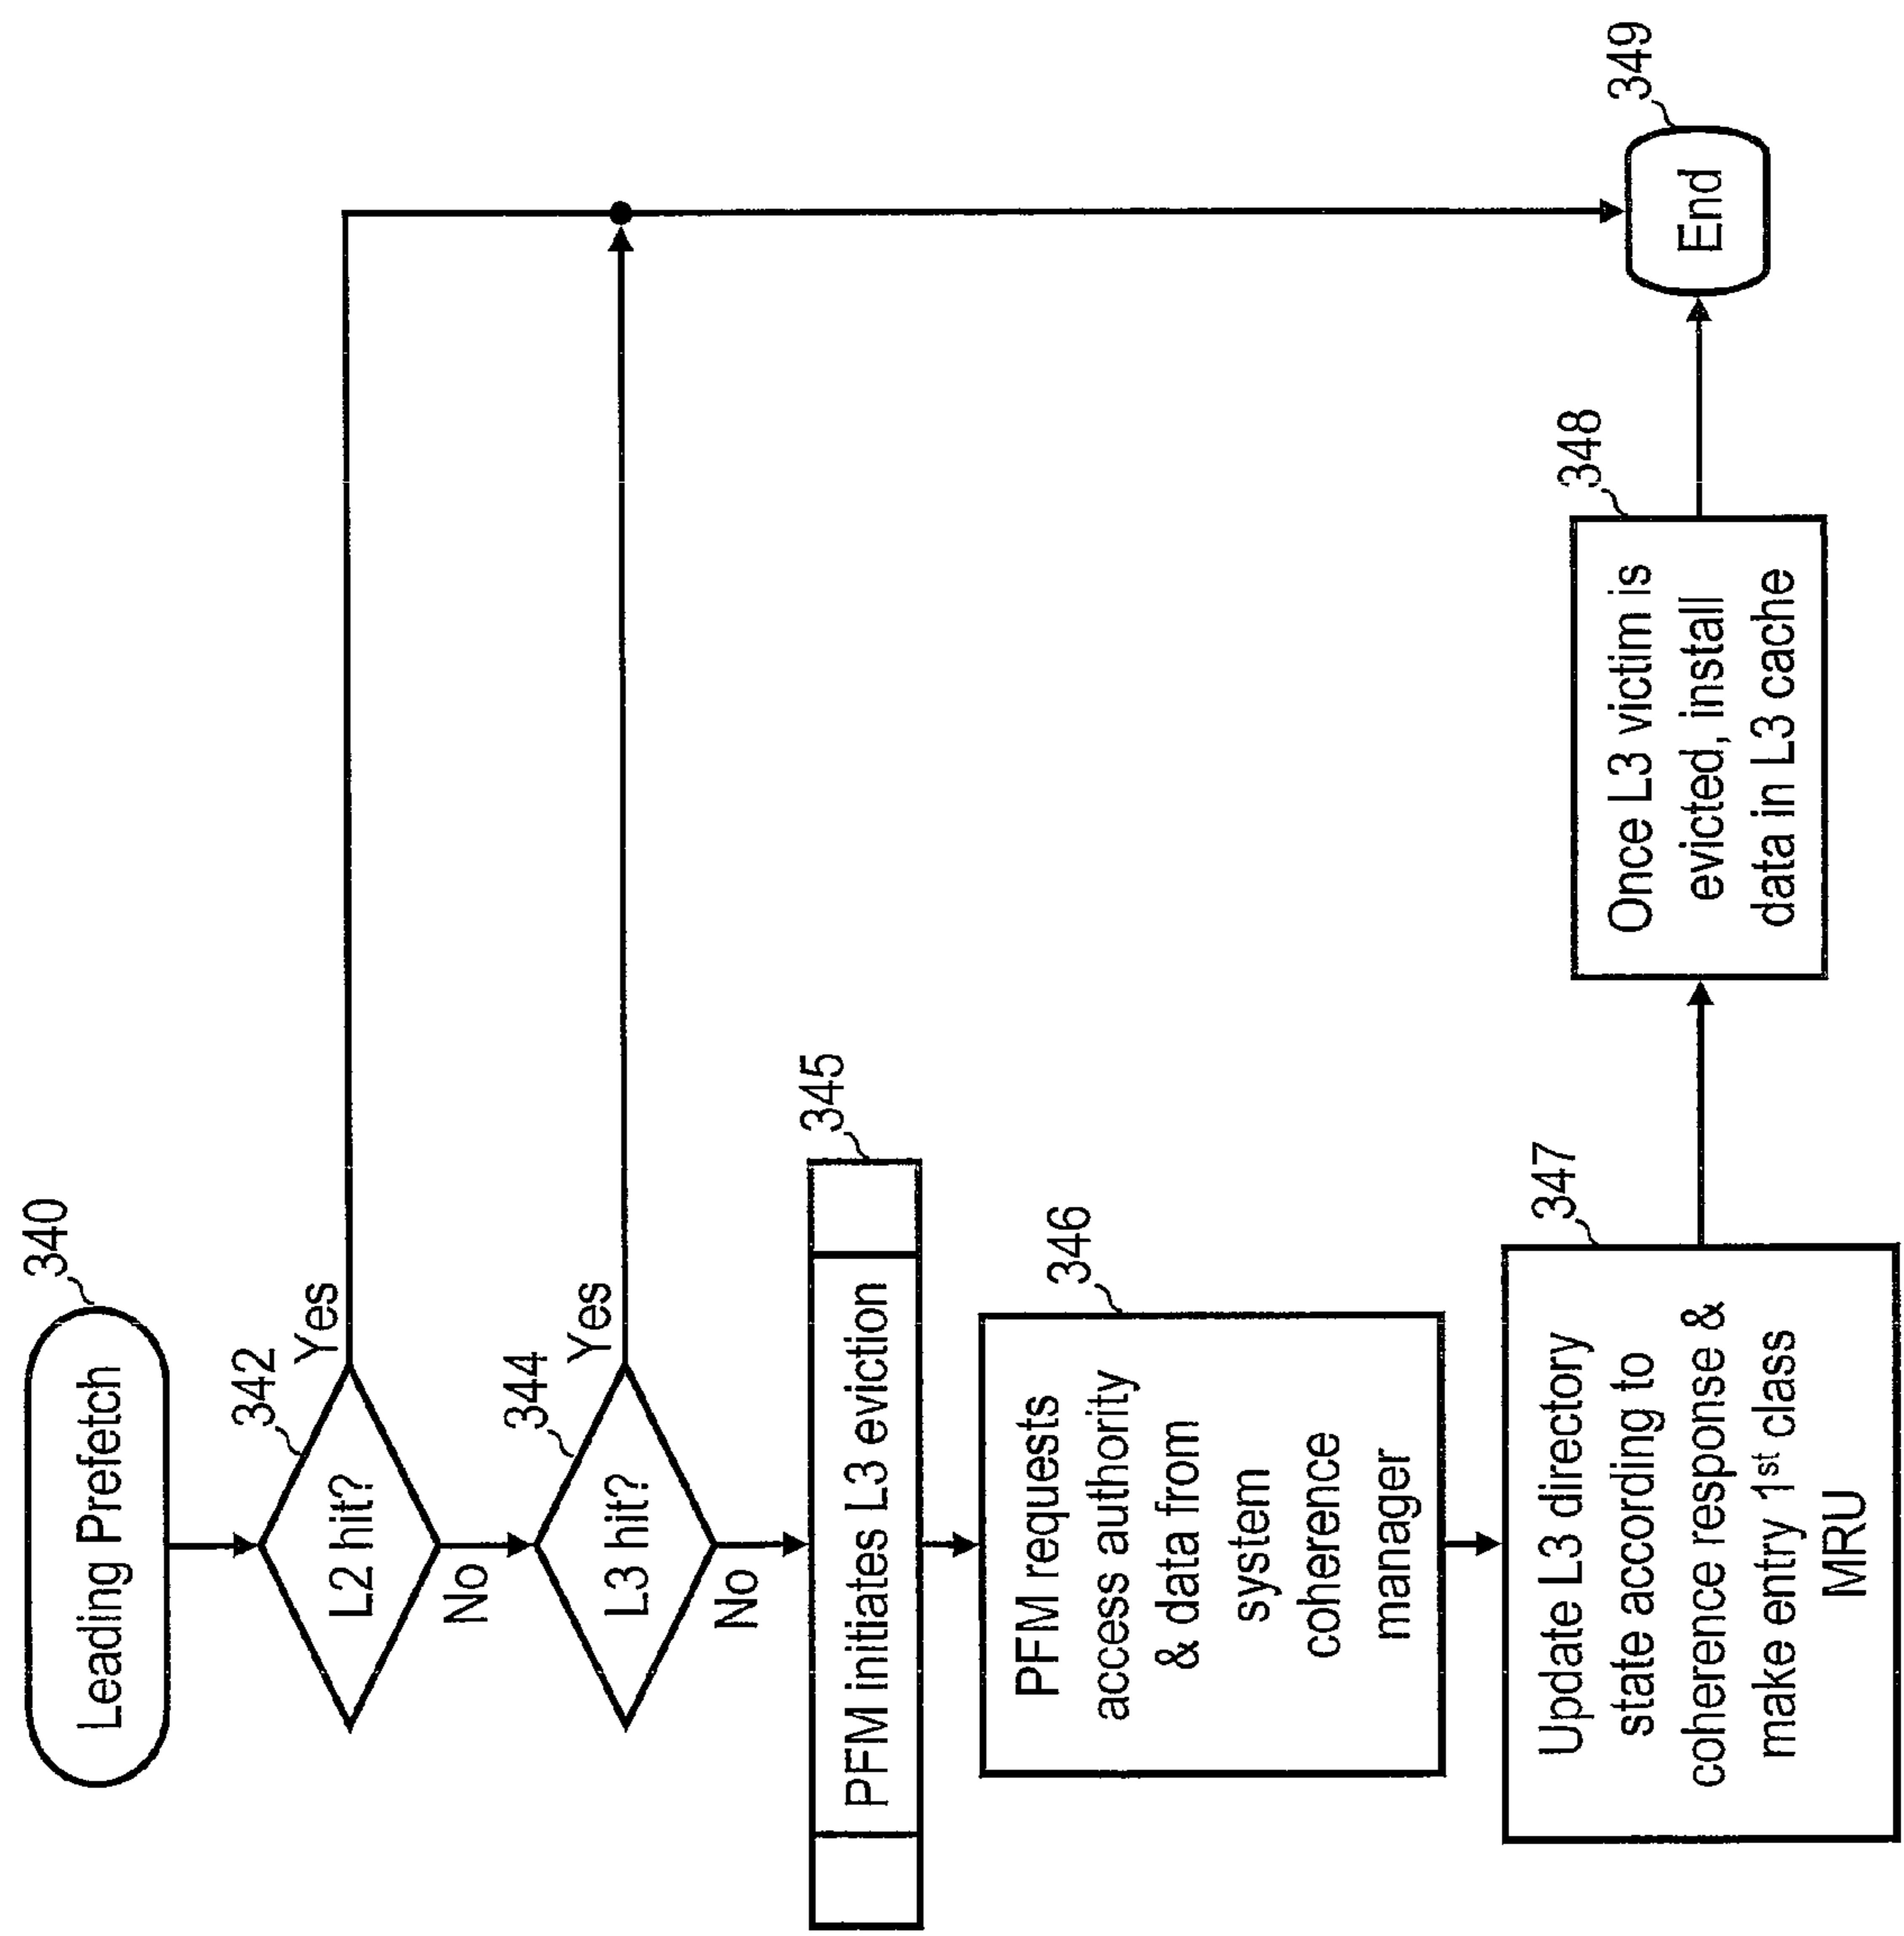 340
Leading Prefetch
342
L2 hit?
Yes
No
344
L3 hit?
Yes
No
345
PFM initiates L3 eviction
346
PFM requests
access authority
& data from
system
coherence
manager
347
Update L3 directory
state according to
coherence response &
make entry 1st class
MRU
348
Once L3 victim is
evicted, install
data in L3 cache
349
End